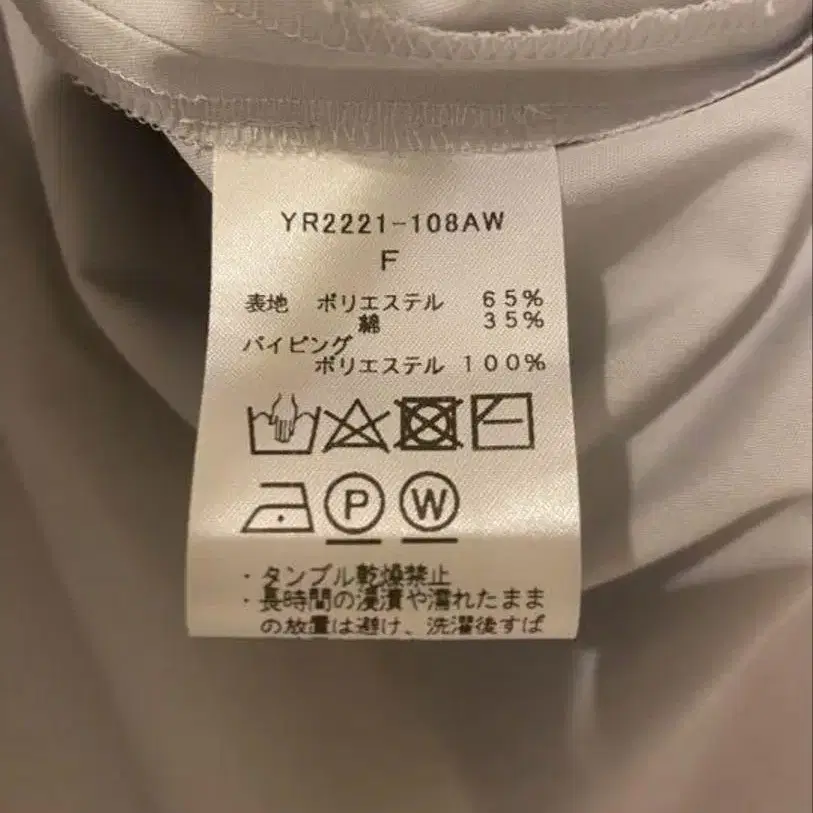 YR2221-108AW
F
表地 ポリエステル 65%
綿 35%
パイピング
ポリエステル 100%
P W
・タンブル乾燥禁止
・長時間の浸漬や濡れたまま
の放置は避け、洗濯後すば